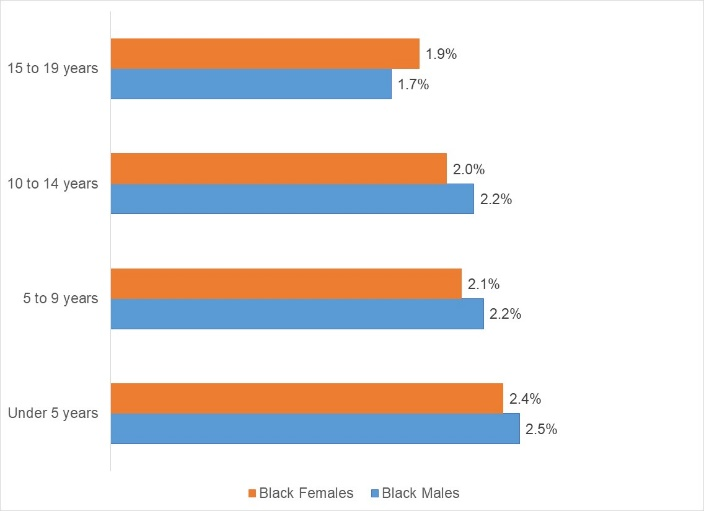 15 to 19 years
1.9%
1.7%
10 to 14 years
2.0%
2.2%
5 to 9 years
2.1%
2.2%
Under 5 years
2.4%
2.5%
Black Females Black Males